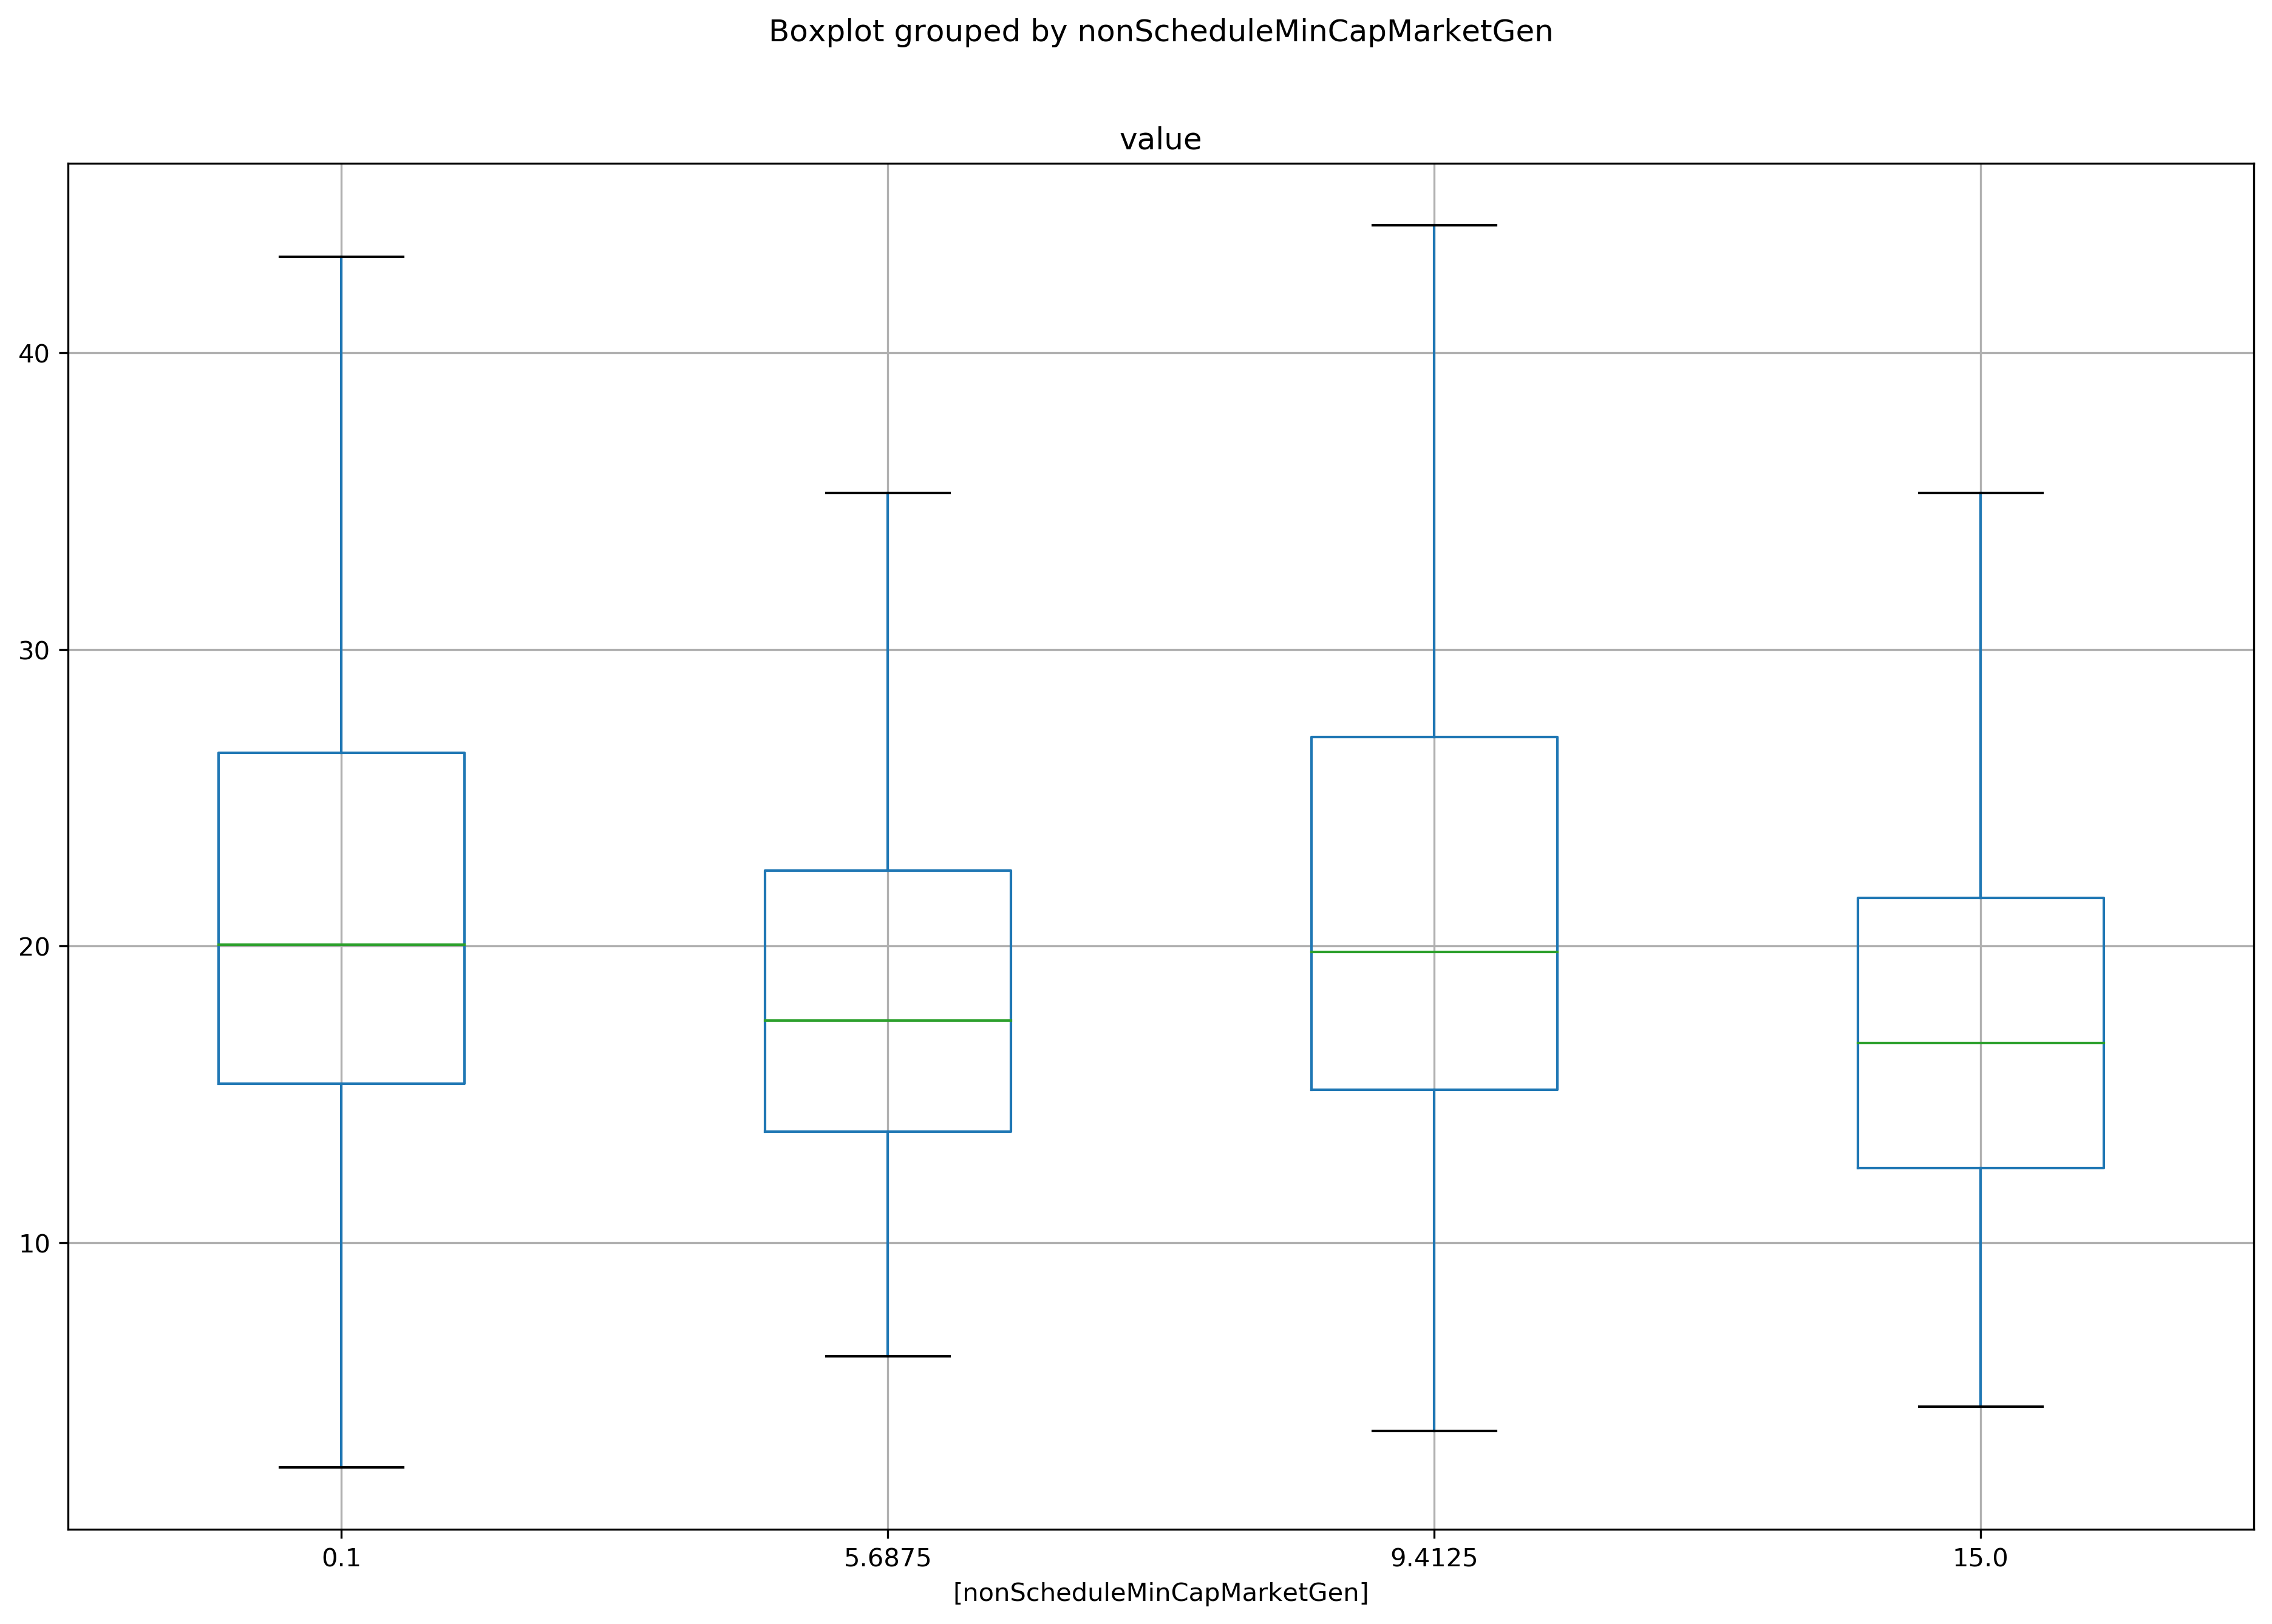 Boxplot grouped by nonScheduleMinCapMarketGen
value
40
30
20
10
0.1 5.6875 9.4125 15.0
[nonScheduleMinCapMarketGen]